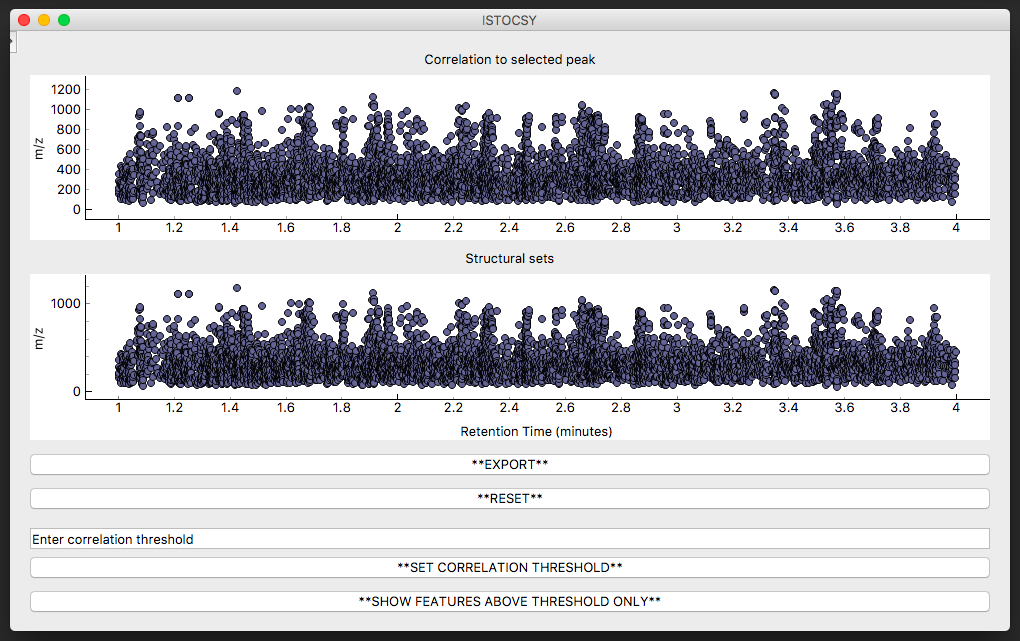 ISTOCSY
Correlation to selected peak
1200
1000
800
600
400
200
0
m/z
1 1.2 1.4 1.6 1.8 2 2.2 2.4 2.6 2.8 3 3.2 3.4 3.6 3.8 4
Structural sets
1000
0
m/z
1 1.2 1.4 1.6 1.8 2 2.2 2.4 2.6 2.8 3 3.2 3.4 3.6 3.8 4
Retention Time (minutes)
**EXPORT**
**RESET**
Enter correlation threshold
**SET CORRELATION THRESHOLD**
**SHOW FEATURES ABOVE THRESHOLD ONLY**